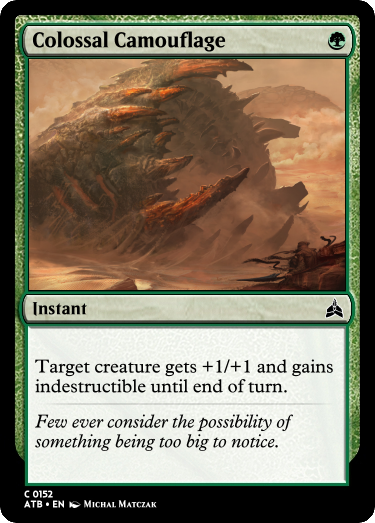 Colossal Camouflage
Instant
Target creature gets +1/+1 and gains
indestructible until end of turn.
Few ever consider the possibility of
something being too big to notice.
C 0152
ATB • EN Michal Matczak